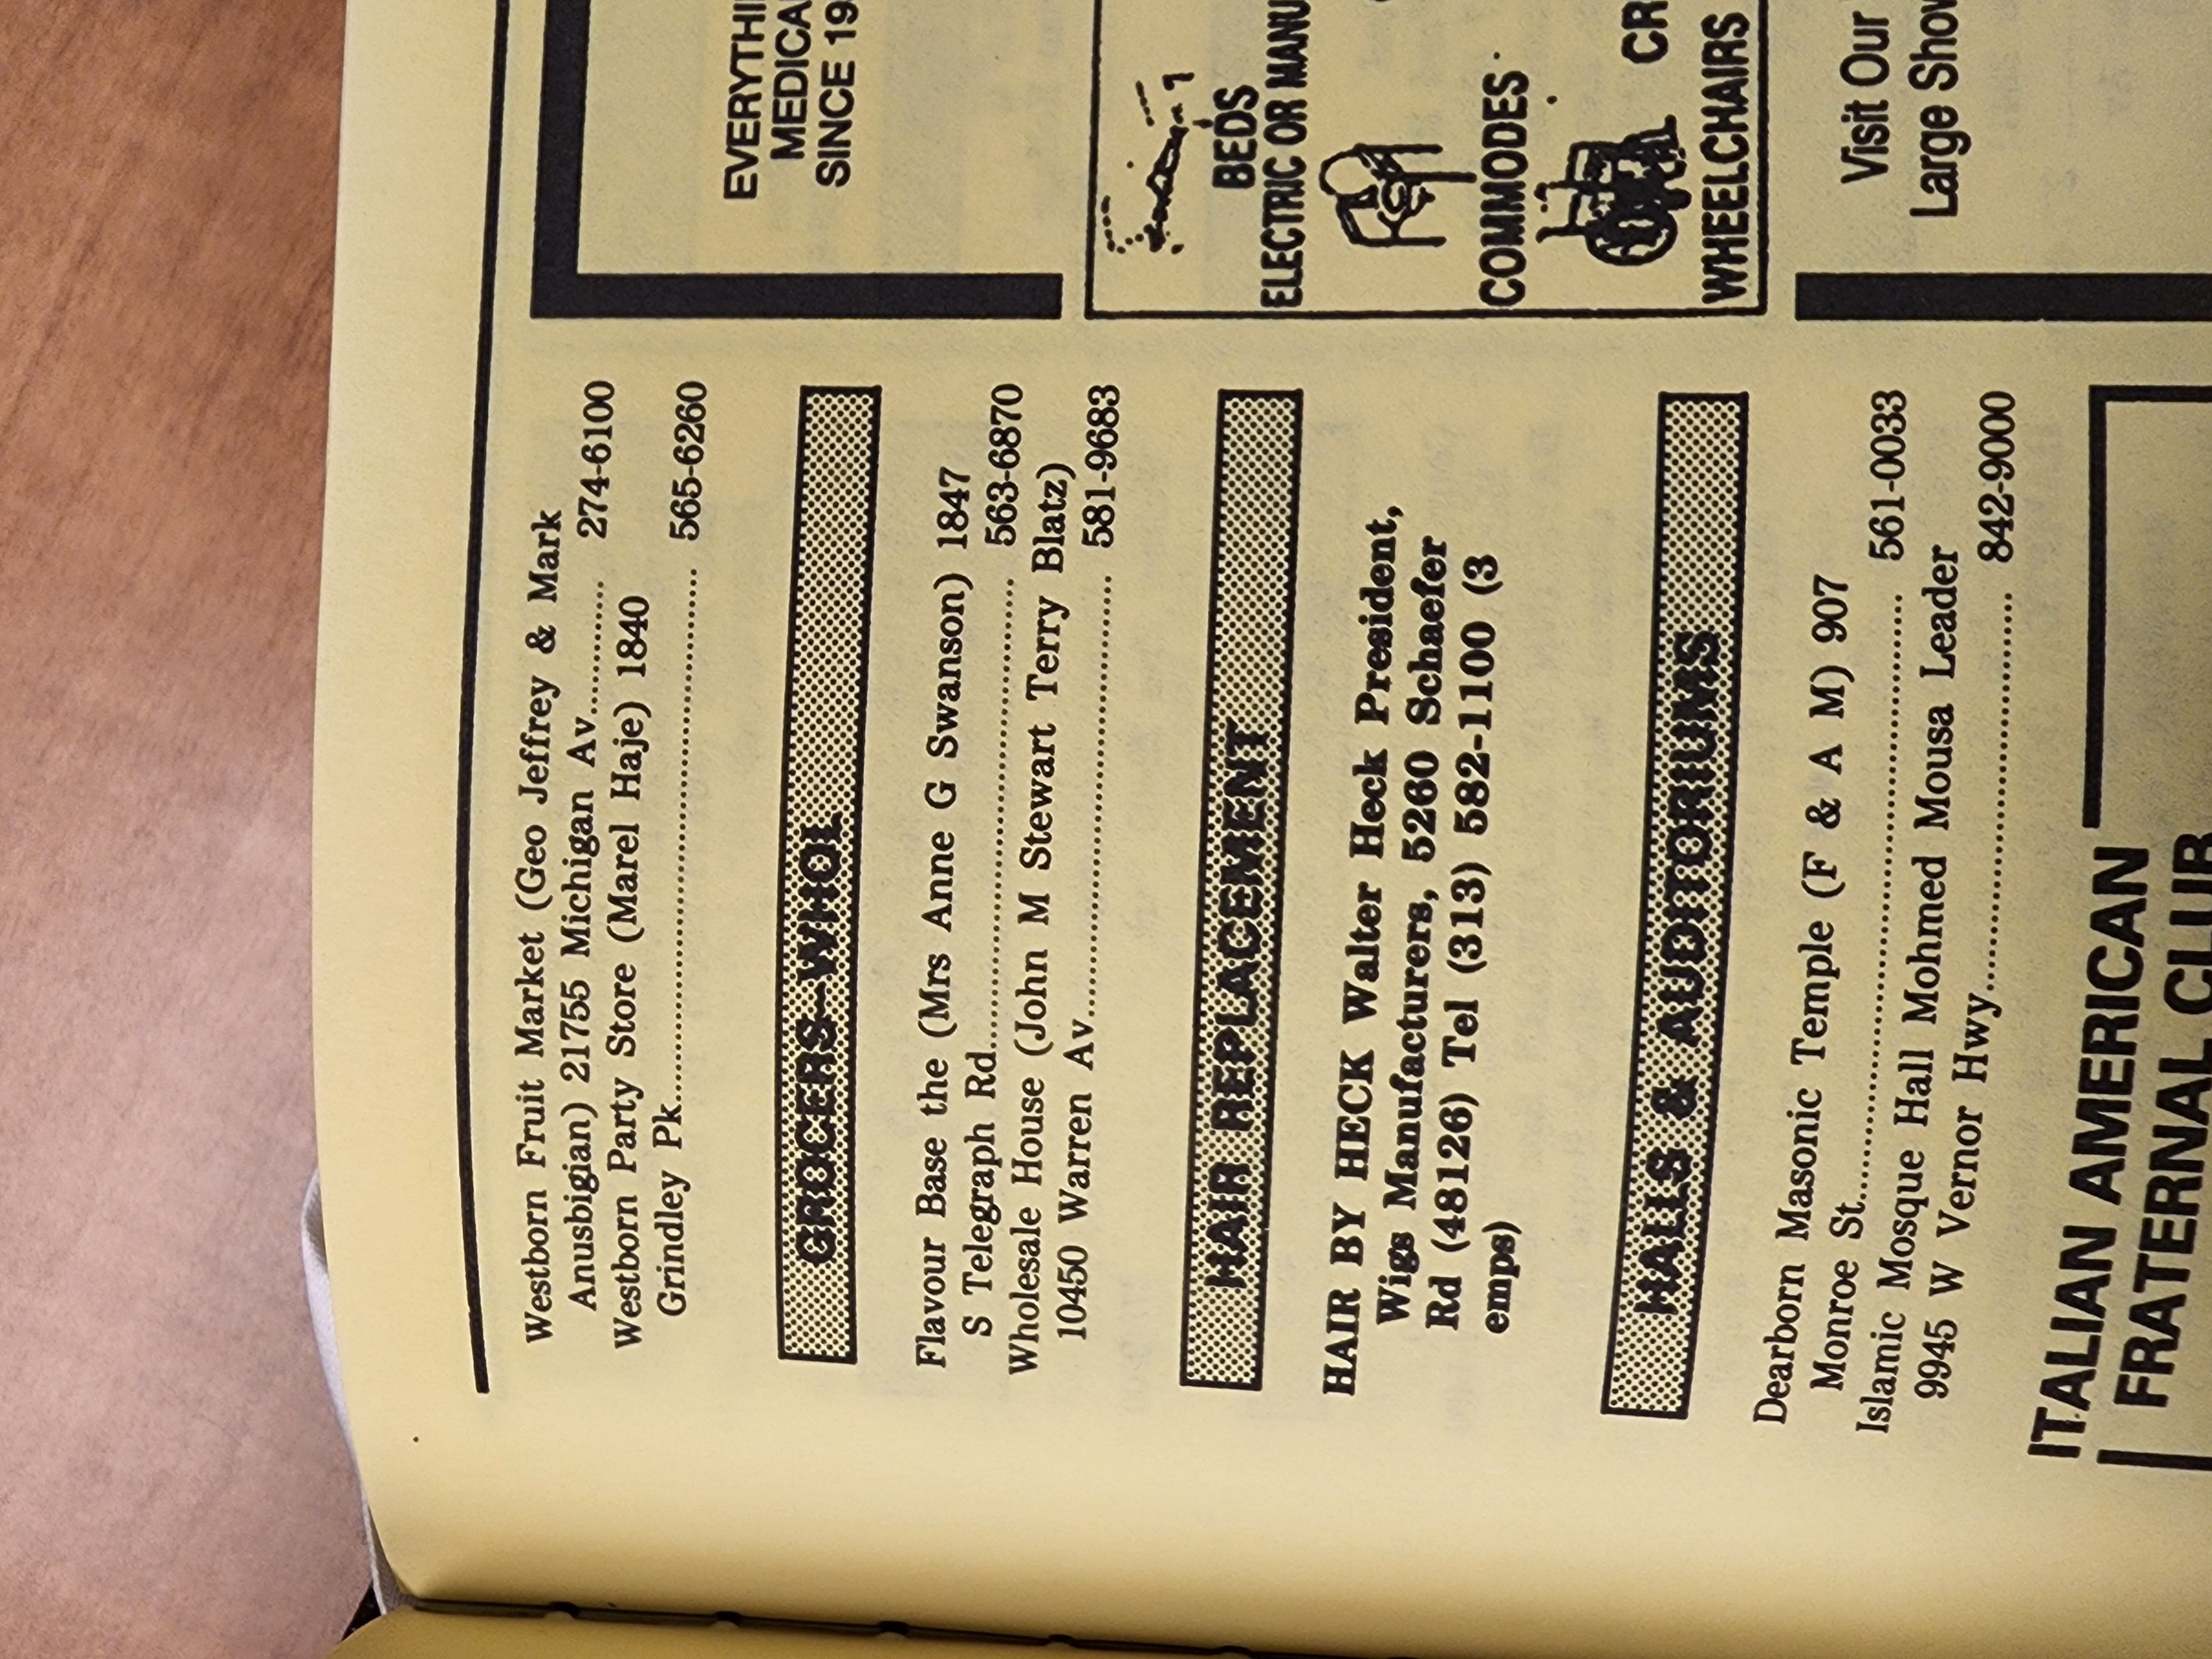 Westborn Fruit Market (Geo Jeffrey & Mark
Anusbigian) 21755 Michigan Av.......... 274-6100
Westborn Party Store (Marel Haje) 1840
Grindley Pk.................................................. 565-6260
GROCERS-WHOL
Flavour Base the (Mrs Anne G Swanson) 1847
S Telegraph Rd............................................. 563-6870
Wholesale House (John M Stewart Terry Blatz)
10450 Warren Av.......................................... 581-9683
HAIR REPLACEMENT
HAIR BY HECK Walter Heck President,
Wigs Manufacturers, 5260 Schaefer
Rd (48126) Tel (313) 582-1100 (3
emps)
HALLS & AUDITORIUMS
Dearborn Masonic Temple (F & A M) 907
Monroe St..................................................... 561-0033
Islamic Mosque Hall Mohmed Mousa Leader
9945 W Vernor Hwy...................................... 842-9000
ITALIAN AMERICAN
FRATERNAL CLUB
EVERYTHI
MEDICA
SINCE 19
BEDS
ELECTRIC OR MANU
COMMODES
CR
WHEELCHAIRS
Visit Our
Large Show